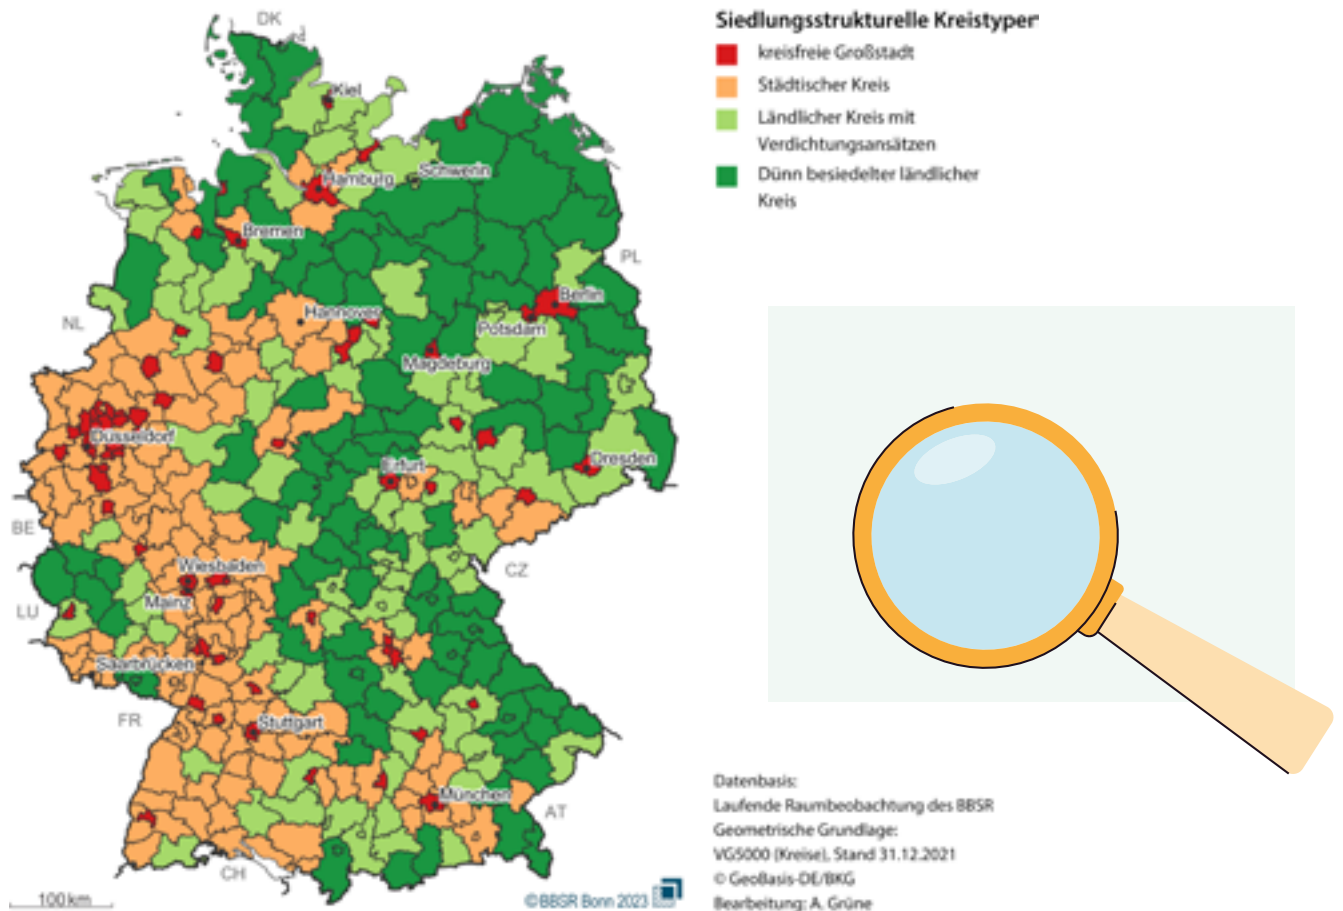 DK
Kiel
Schwerin
Hamburg
Bremen
PL
Berlin
NL
Hannover
Potsdam
Magdeburg
Düsseldorf
Erfurt
Dresden
BE
Wiesbaden
CZ
LU
Mainz
Saarbrücken
FR
Stuttgart
München
AT
CH
100 km
©BBSR Bonn 2023
Siedlungsstrukturelle Kreistypen
kreisfreie Großstadt
Städtischer Kreis
Ländlicher Kreis mit
Verdichtungsansätzen
Dünn besiedelter ländlicher
Kreis
Datenbasis:
Laufende Raumbeobachtung des BBSR
Geometrische Grundlage:
VG5000 (Kreise), Stand 31.12.2021
© GeoBasis-DE/BKG
Bearbeitung: A. Grüne